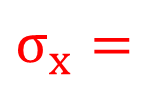 σₓ =